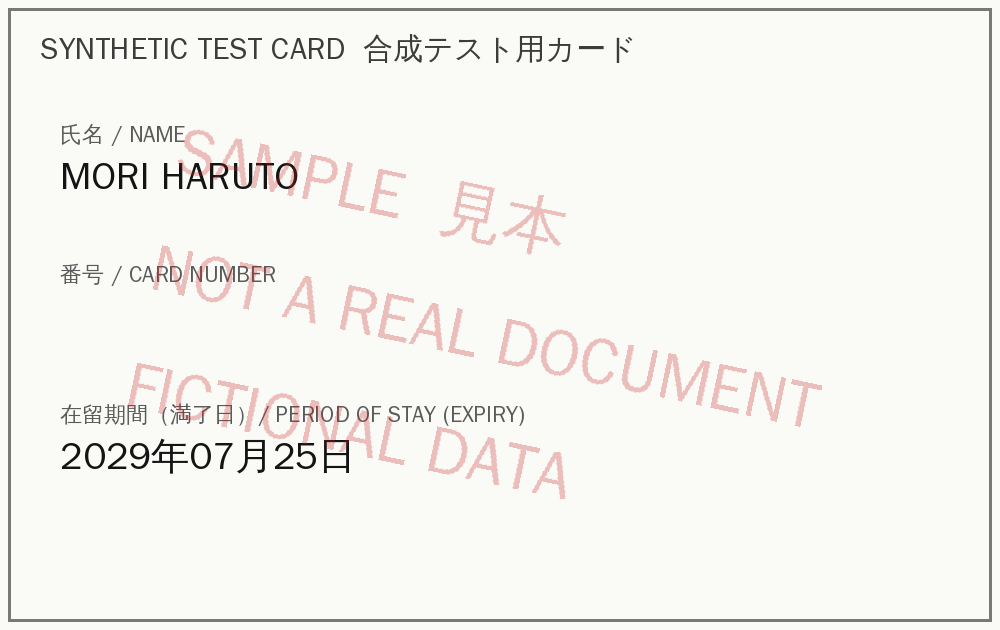 SYNTHETIC TEST CARD 合成テスト用カード
氏名 / NAME
MORI HARUTO
SAMPLE 見本
番号 / CARD NUMBER
NOT A REAL DOCUMENT
FICTIONAL DATA
在留期間（満了日）/ PERIOD OF STAY (EXPIRY)
2029年07月25日